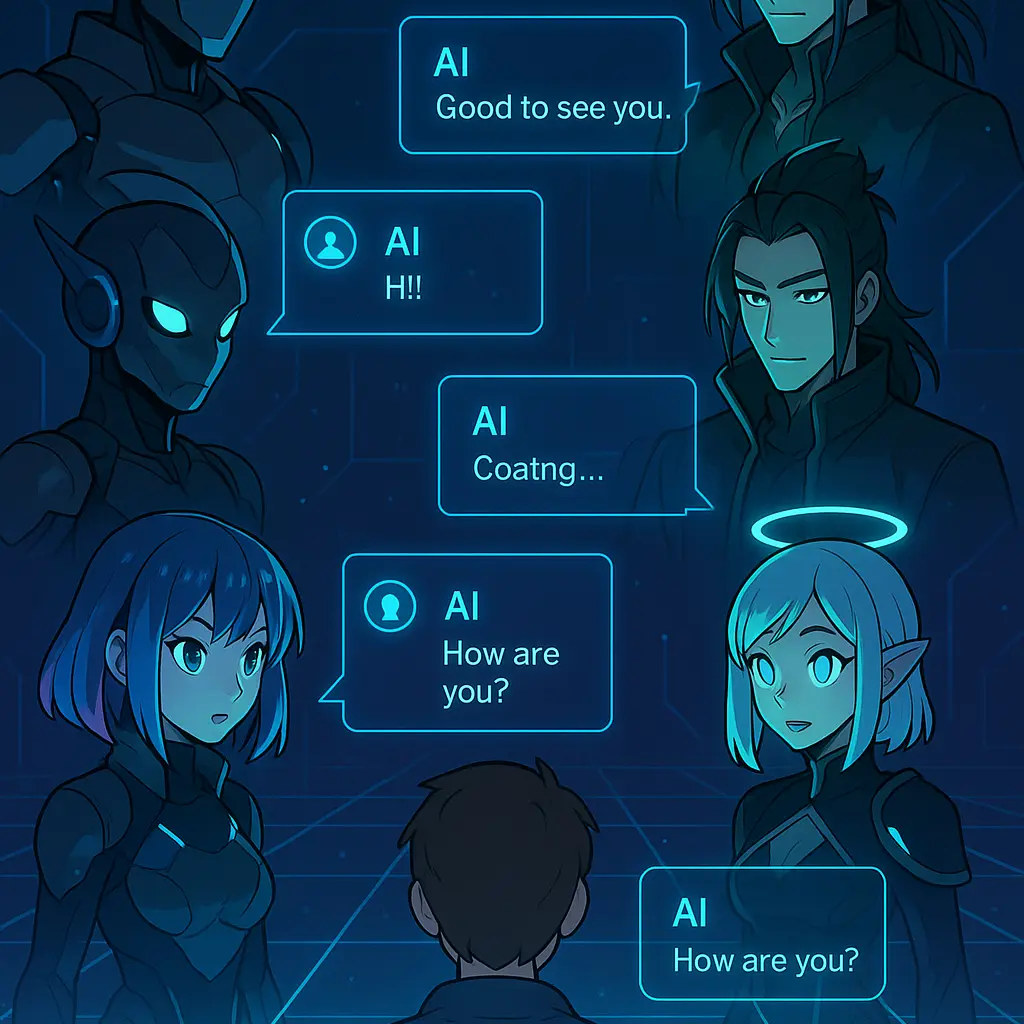 AI
Good to see you.
AI
H!!
AI
Coatng...
AI
How are
you?
AI
How are you?